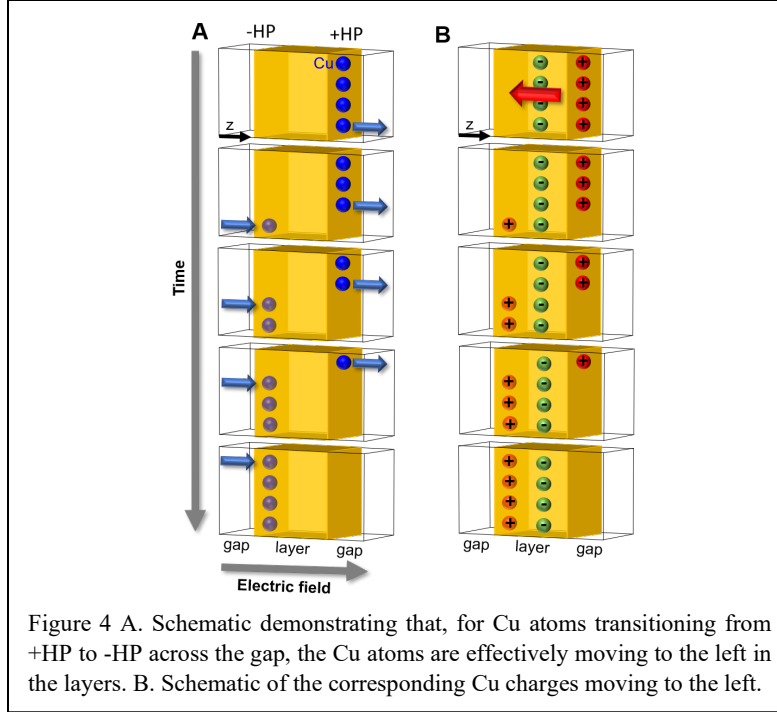 A
-HP
+HP
B
Cu
z
z
Time
gap
layer
gap
gap
layer
gap
Electric field
Figure 4 A. Schematic demonstrating that, for Cu atoms transitioning from
+HP to -HP across the gap, the Cu atoms are effectively moving to the left in
the layers. B. Schematic of the corresponding Cu charges moving to the left.